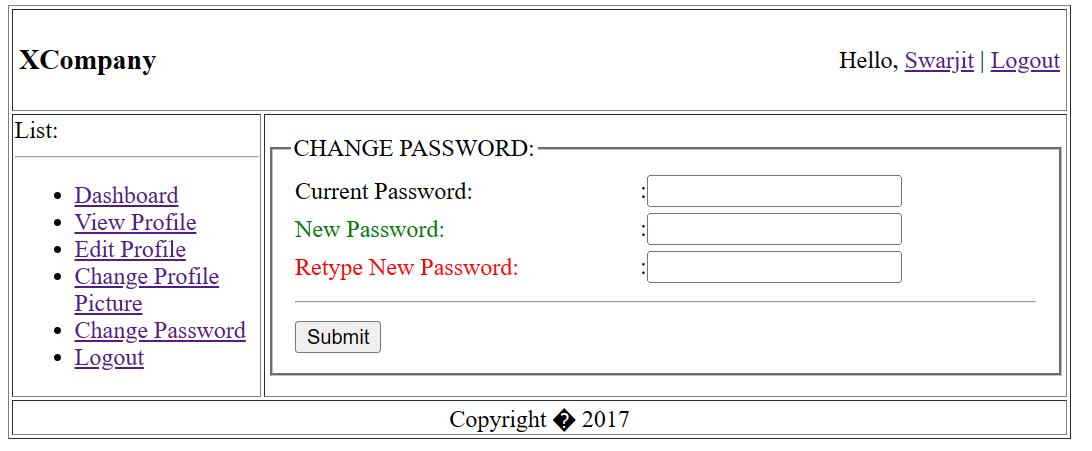 XCompany
Hello, Swarjit | Logout
List:
Dashboard
View Profile
Edit Profile
Change Profile
Picture
Change Password
Logout
CHANGE PASSWORD:
Current Password: :
New Password: :
Retype New Password: :
Submit
Copyright � 2017